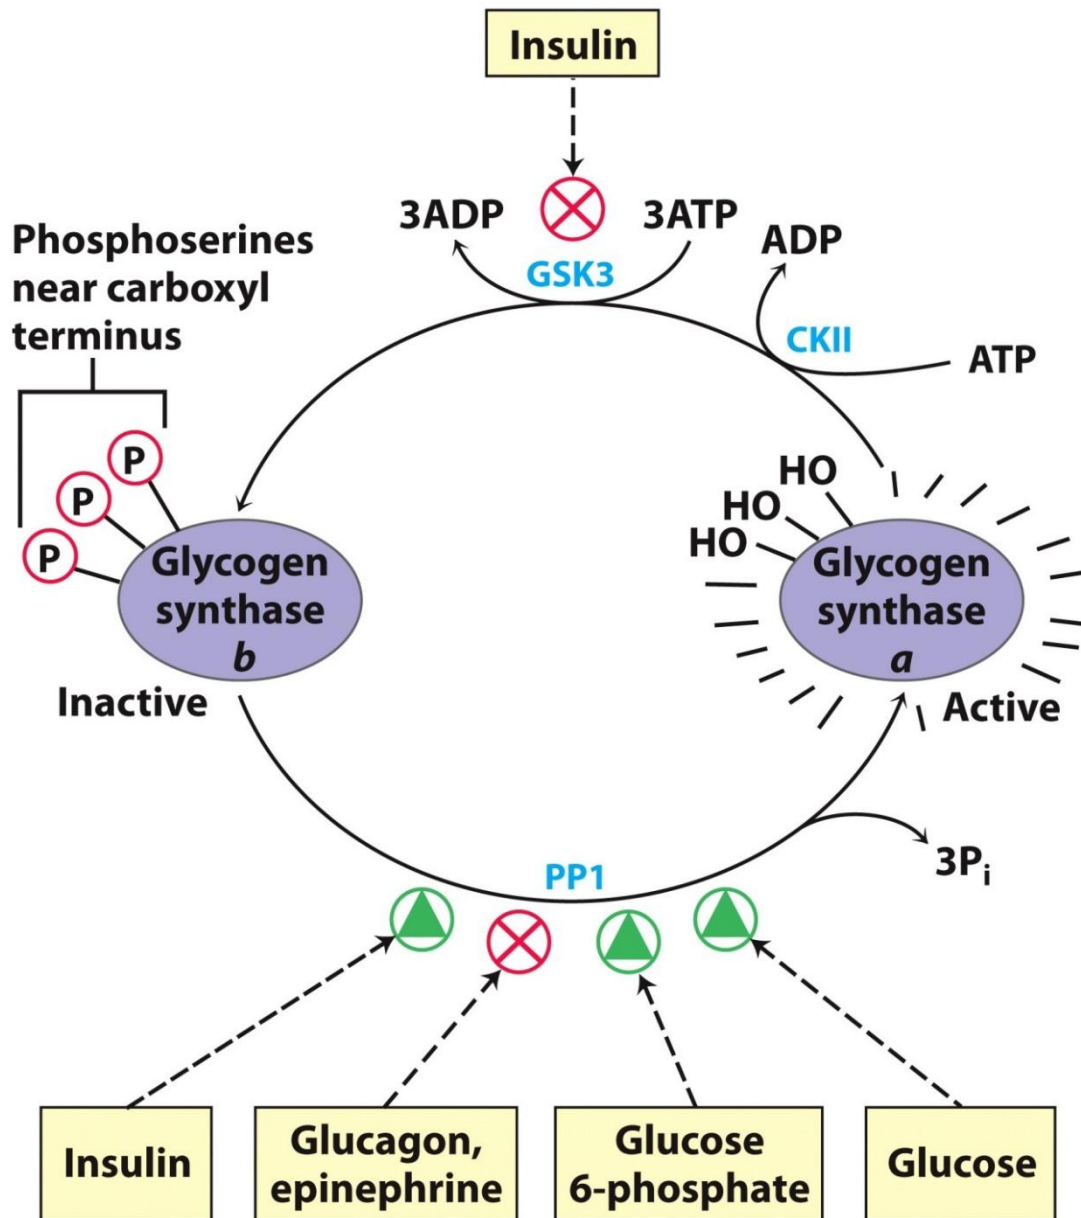 Insulin
3ADP
3ATP
GSK3
ADP
CKII
ATP
Phosphoserines
near carboxyl
terminus
P
P
P
HO
HO
HO
Glycogen
synthase
b
Inactive
Glycogen
synthase
a
Active
3Pi
PP1
Insulin
Glucagon,
epinephrine
Glucose
6-phosphate
Glucose